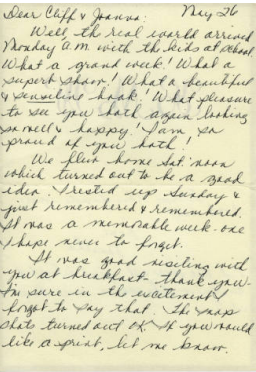 May 26
Dear Cliff & Joanna:
Well, the real world arrived
Monday a.m. with the kids at school.
What a grand week! What a
superb show! What a beautiful
& sensitive book! What pleasure
to see you both again looking
so well & happy! I am so
proud of you both!
We flew home Sat. noon
which turned out to be a good
idea. I rested up Sunday &
just remembered & remembered.
It was a memorable week - one
I hope never to forget.
It was good visiting with
you at breakfast - thank you.
I'm sure in the excitement I
forgot to say that. The snap
shots turned out OK. If you would
like a print, let me know.